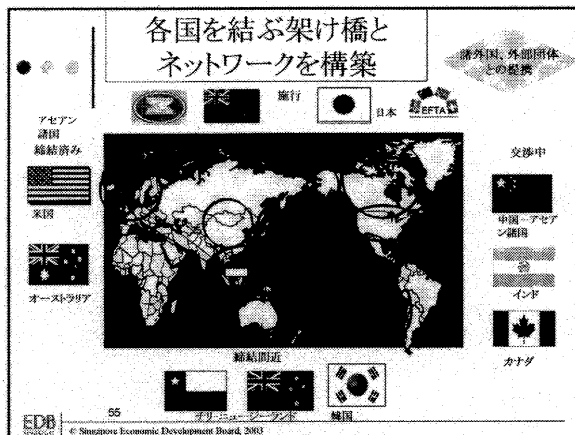 各国を結ぶ架け橋と
ネットワークを構築
諸外国、外部団体
との提携
施行
日本
EFTA
アセアン
諸国
締結済み
米国
オーストラリア
交渉中
中国－アセア
ン諸国
インド
カナダ
締結間近
チリ－ニュージーランド
韓国
EDB
55
© Singapore Economic Development Board, 2003